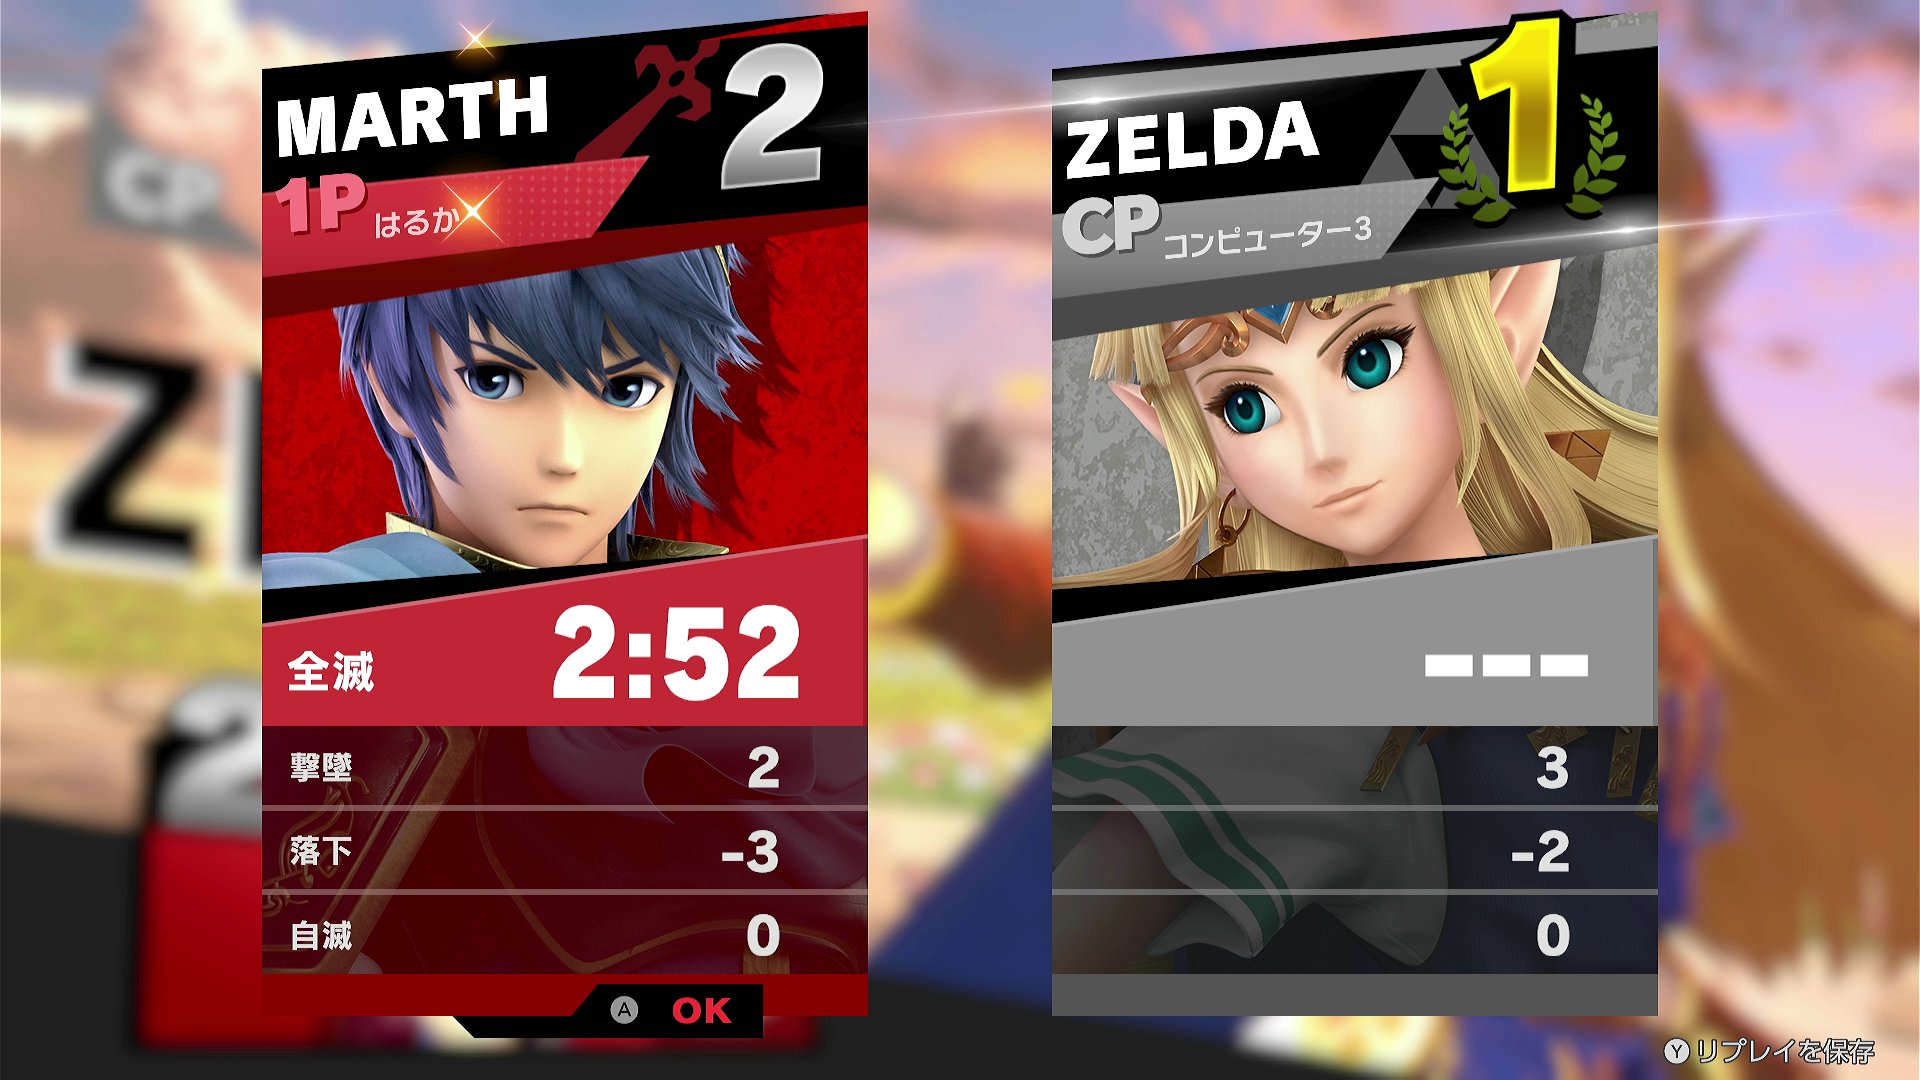 MARTH
2
1P はるか
全滅 2:52
撃墜 2
落下 -3
自滅 0
A OK
ZELDA
1
CP コンピューター3
---
3
-2
0
Y リプレイを保存
CP
Z
2